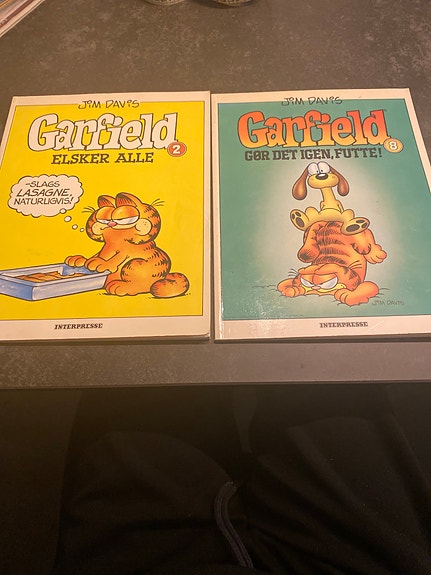 JIM DAVIS
Garfield
ELSKER ALLE
2
-SLAGS
LASAGNE,
NATURLIGVIS!
INTERPRESSE
JIM DAVIS
Garfield
GØR DET IGEN, FUTTE!
JIM DAVIS
INTERPRESSE